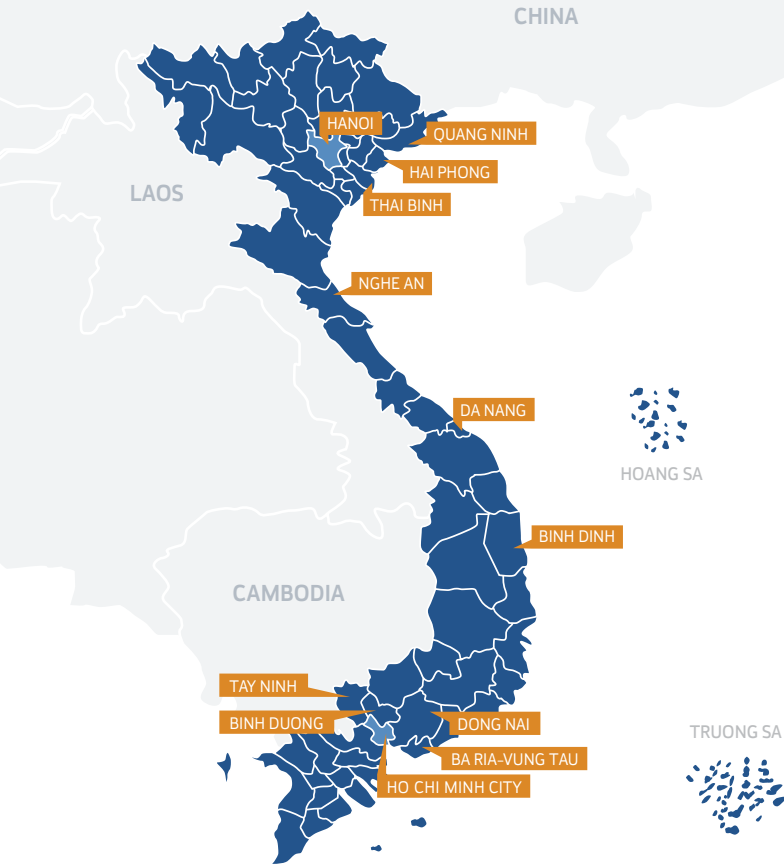 CHINA
HANOI
QUANG NINH
HAI PHONG
LAOS
THAI BINH
NGHE AN
DA NANG
HOANG SA
BINH DINH
CAMBODIA
TAY NINH
BINH DUONG
DONG NAI
TRUONG SA
BA RIA-VUNG TAU
HO CHI MINH CITY